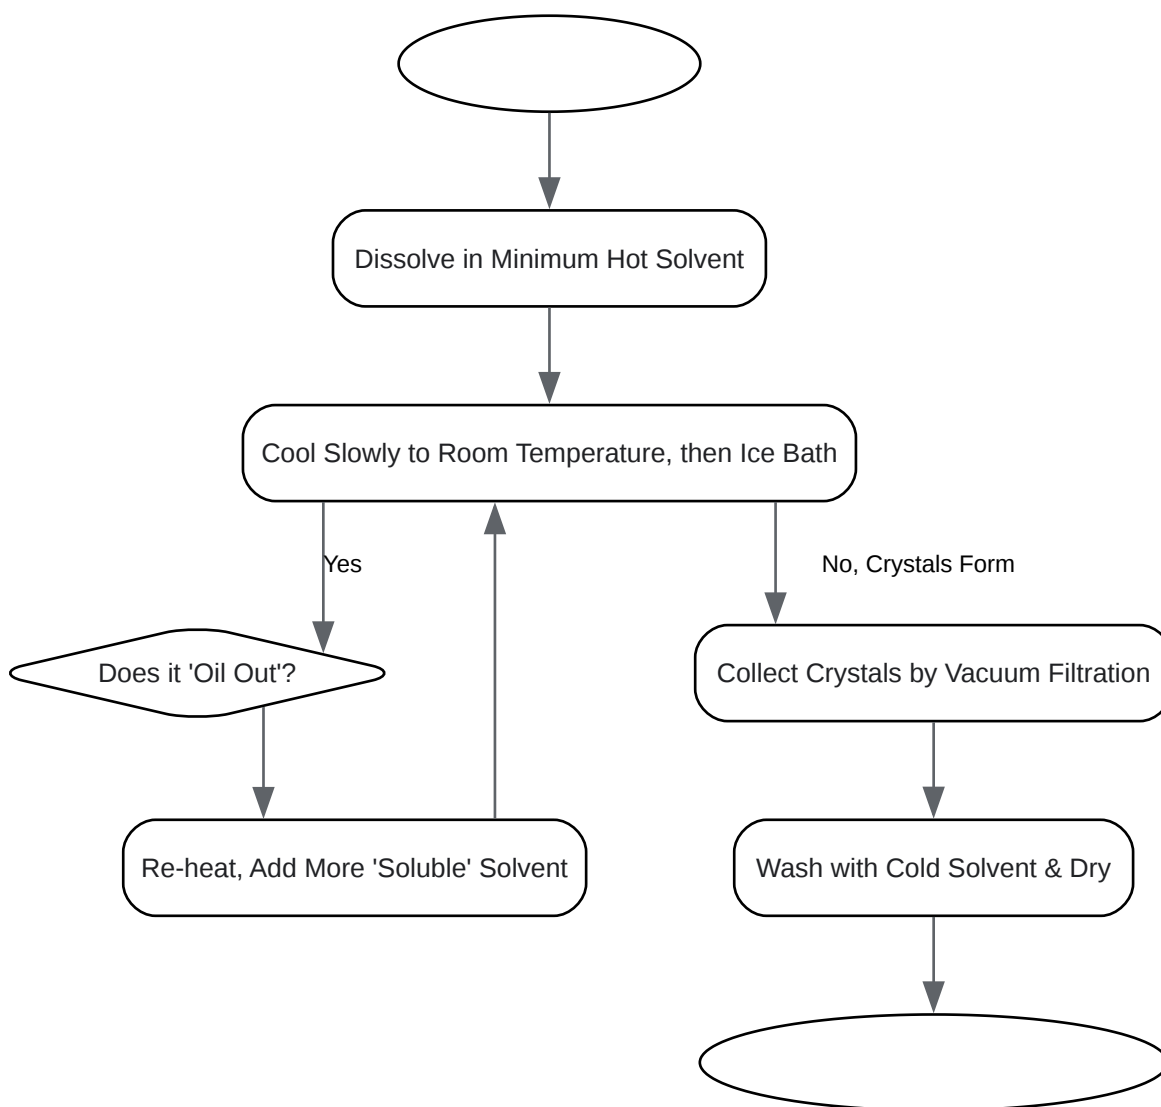 Dissolve in Minimum Hot Solvent
Cool Slowly to Room Temperature, then Ice Bath
Yes
No, Crystals Form
Does it 'Oil Out'?
Collect Crystals by Vacuum Filtration
Re-heat, Add More 'Soluble' Solvent
Wash with Cold Solvent & Dry